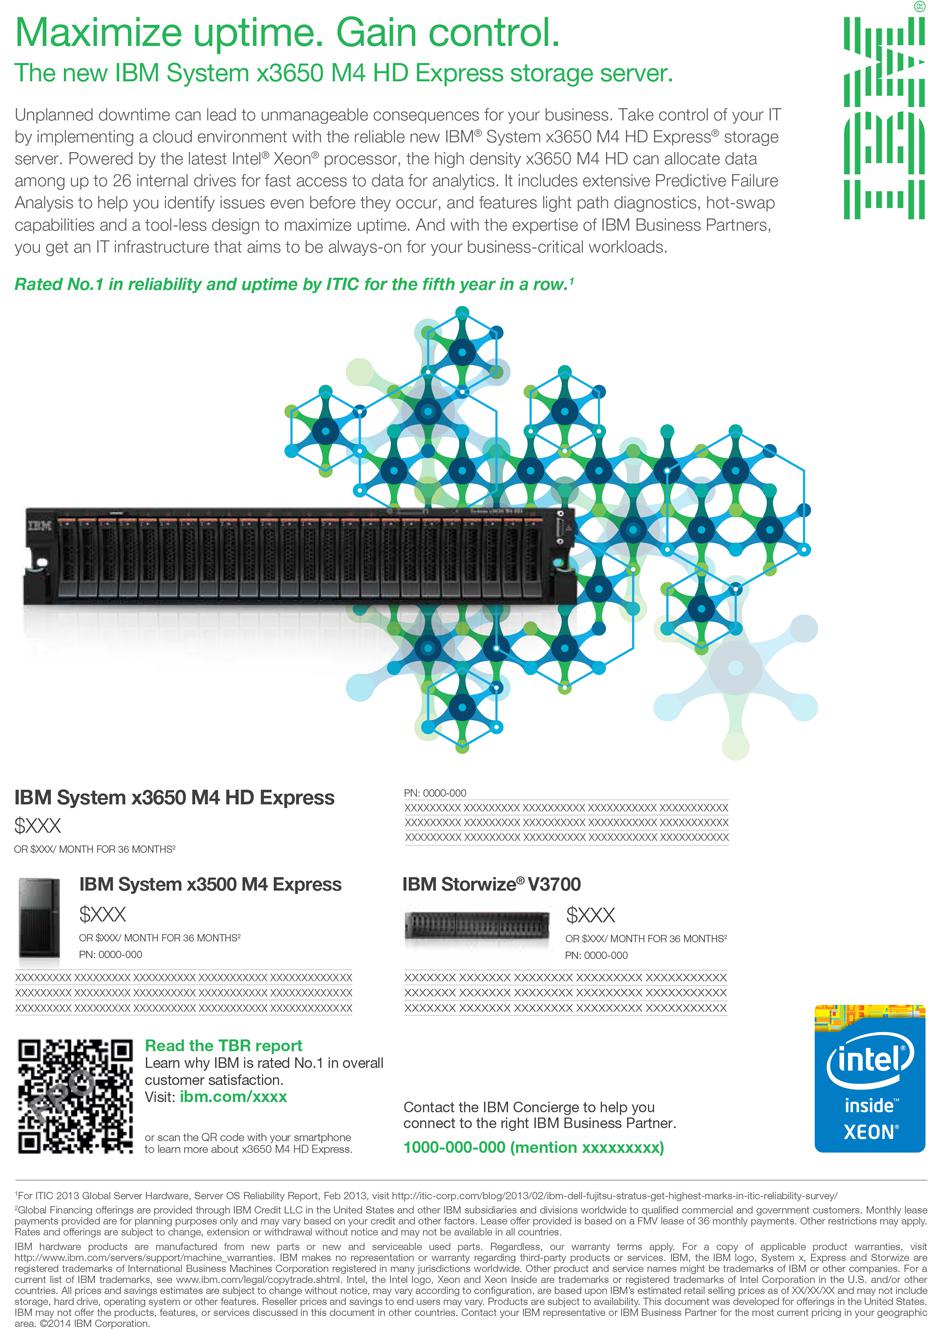 Maximize uptime. Gain control.
The new IBM System x3650 M4 HD Express storage server.
IBM®
Unplanned downtime can lead to unmanageable consequences for your business. Take control of your IT
by implementing a cloud environment with the reliable new IBM® System x3650 M4 HD Express® storage
server. Powered by the latest Intel® Xeon® processor, the high density x3650 M4 HD can allocate data
among up to 26 internal drives for fast access to data for analytics. It includes extensive Predictive Failure
Analysis to help you identify issues even before they occur, and features light path diagnostics, hot-swap
capabilities and a tool-less design to maximize uptime. And with the expertise of IBM Business Partners,
you get an IT infrastructure that aims to be always-on for your business-critical workloads.
Rated No.1 in reliability and uptime by ITIC for the fifth year in a row.¹
IBM
IBM System x3650 M4 HD Express
$XXX
OR $XXX/ MONTH FOR 36 MONTHS²
PN: 0000-000
XXXXXXXXX XXXXXXXXX XXXXXXXXXX XXXXXXXXXXX XXXXXXXXXXX
XXXXXXXXX XXXXXXXXX XXXXXXXXXX XXXXXXXXXXX XXXXXXXXXXX
XXXXXXXXX XXXXXXXXX XXXXXXXXXX XXXXXXXXXXX XXXXXXXXXXX
IBM System x3500 M4 Express
$XXX
OR $XXX/ MONTH FOR 36 MONTHS²
PN: 0000-000
XXXXXXXXX XXXXXXXXX XXXXXXXXXX XXXXXXXXXXX XXXXXXXXXXXXX
XXXXXXXXX XXXXXXXXX XXXXXXXXXX XXXXXXXXXXX XXXXXXXXXXXXX
XXXXXXXXX XXXXXXXXX XXXXXXXXXX XXXXXXXXXXX XXXXXXXXXXXXX
IBM Storwize® V3700
$XXX
OR $XXX/ MONTH FOR 36 MONTHS²
PN: 0000-000
XXXXXXX XXX XXXXXXXXX XXXXXXXXXX XXXXXXXXX XXXXXXXXXXX
XXXXXXX XXX XXXXXXXXX XXXXXXXXXX XXXXXXXXX XXXXXXXXXXX
XXXXXXX XXX XXXXXXXXX XXXXXXXXXX XXXXXXXXX XXXXXXXXXXX
FPO
Read the TBR report
Learn why IBM is rated No.1 in overall
customer satisfaction.
Visit: ibm.com/xxxx
or scan the QR code with your smartphone
to learn more about x3650 M4 HD Express.
Contact the IBM Concierge to help you
connect to the right IBM Business Partner.
1000-000-000 (mention xxxxxxxxx)
intel®
inside™
XEON®
¹For ITIC 2013 Global Server Hardware, Server OS Reliability Report, Feb 2013, visit http://itic-corp.com/blog/2013/02/ibm-dell-fujitsu-stratus-get-highest-marks-in-itic-reliability-survey/
²Global Financing offerings are provided through IBM Credit LLC in the United States and other IBM subsidiaries and divisions worldwide to qualified commercial and government customers. Monthly lease
payments provided are for planning purposes only and may vary based on your credit and other factors. Lease offer provided is based on a FMV lease of 36 monthly payments. Other restrictions may apply.
Rates and offerings are subject to change, extension or withdrawal without notice and may not be available in all countries.
IBM hardware products are manufactured from new parts or new and serviceable used parts. Regardless, our warranty terms apply. For a copy of applicable product warranties, visit
http://www.ibm.com/servers/support/machine_warranties. IBM makes no representation or warranty regarding third-party products or services. IBM, the IBM logo, System x, Express and Storwize are
registered trademarks of International Business Machines Corporation registered in many jurisdictions worldwide. Other product and service names might be trademarks of IBM or other companies. For a
current list of IBM trademarks, see www.ibm.com/legal/copytrade.shtml. Intel, the Intel logo, Xeon and Xeon Inside are trademarks or registered trademarks of Intel Corporation in the U.S. and/or other
countries. All prices and savings estimates are subject to change without notice, may vary according to configuration, are based upon IBM's estimated retail selling prices as of XX/XX/XX and may not include
storage, hard drive, operating system or other features. Reseller prices and savings to end users may vary. Products are subject to availability. This document was developed for offerings in the United States.
IBM may not offer the products, features, or services discussed in this document in other countries. Contact your IBM representative or IBM Business Partner for the most current pricing in your geographic
area. ©2014 IBM Corporation.